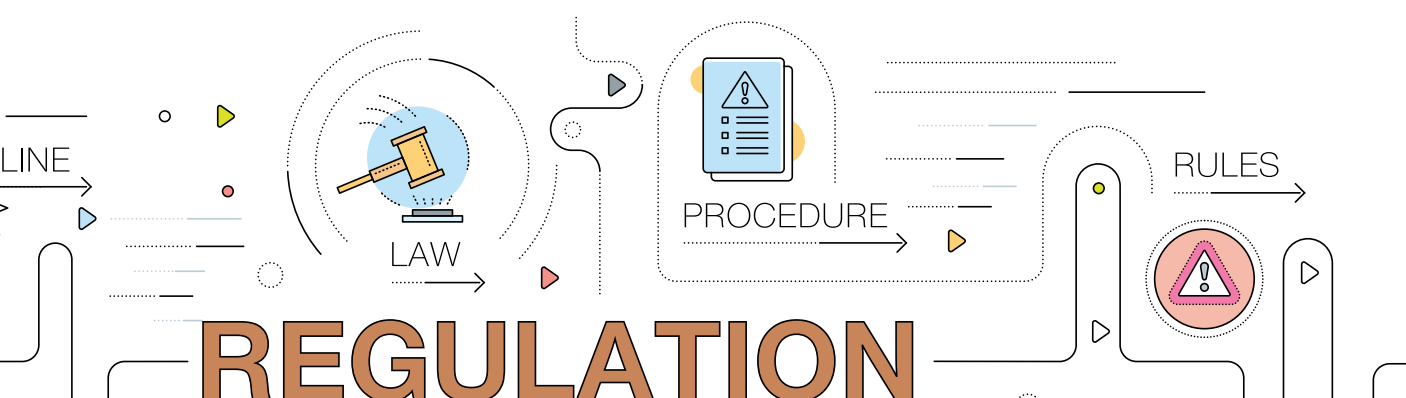 LINE
LAW
PROCEDURE
RULES
REGULATION